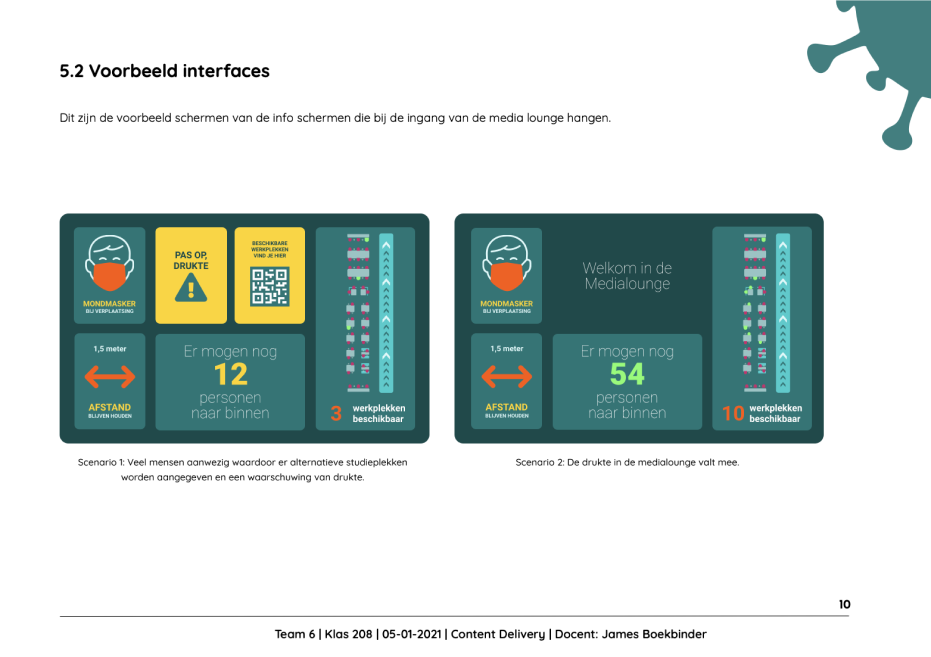 5.2 Voorbeeld interfaces
Dit zijn de voorbeeld schermen van de info schermen die bij de ingang van de media lounge hangen.
MONDMASKER
BIJ VERPLAATSING
PAS OP,
DRUKTE
BESCHIKBARE
WERKPLEKKEN
VIND JE HIER
1,5 meter
AFSTAND
BLIJVEN HOUDEN
Er mogen nog
12
personen
naar binnen
3 werkplekken
beschikbaar
Scenario 1: Veel mensen aanwezig waardoor er alternatieve studieplekken
worden aangegeven en een waarschuwing van drukte.
MONDMASKER
BIJ VERPLAATSING
Welkom in de
Medialounge
1,5 meter
AFSTAND
BLIJVEN HOUDEN
Er mogen nog
54
personen
naar binnen
10 werkplekken
beschikbaar
Scenario 2: De drukte in de medialounge valt mee.
10
Team 6 | Klas 208 | 05-01-2021 | Content Delivery | Docent: James Boekbinder